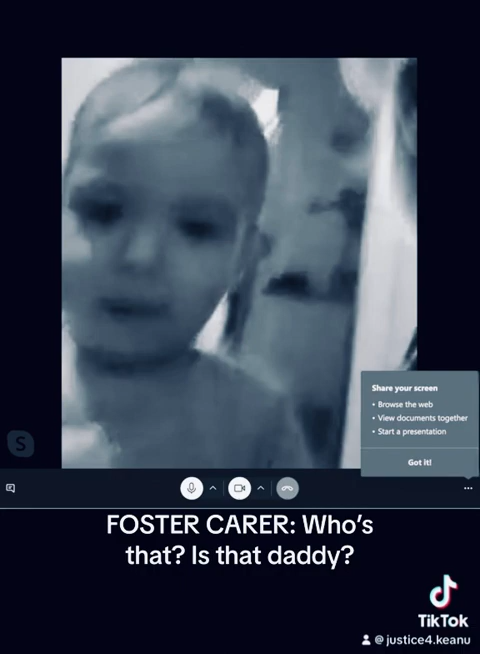 Share your screen
• Browse the web
• View documents together
• Start a presentation
Got it!
S
FOSTER CARER: Who's
that? Is that daddy?
TikTok
@ justice4.keanu